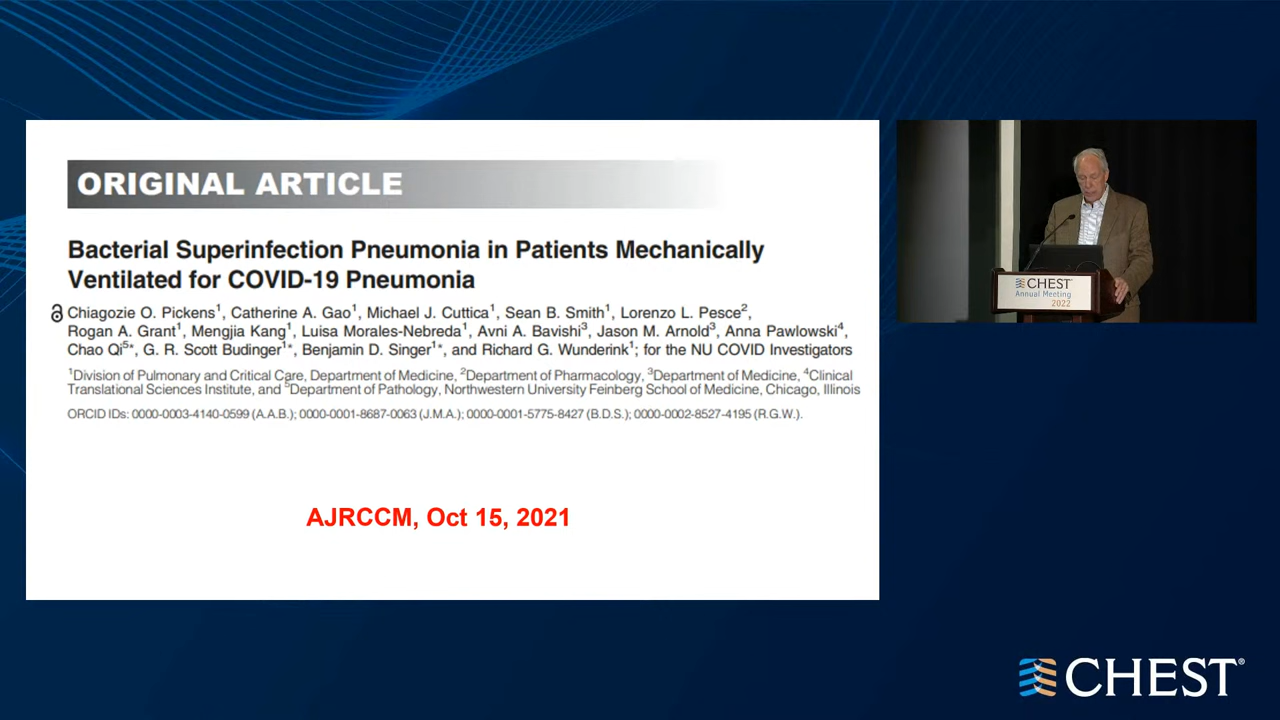 ORIGINAL ARTICLE
Bacterial Superinfection Pneumonia in Patients Mechanically
Ventilated for COVID-19 Pneumonia
Chiagozie O. Pickens1, Catherine A. Gao1, Michael J. Cuttica1, Sean B. Smith1, Lorenzo L. Pesce2,
Rogan A. Grant1, Mengjia Kang1, Luisa Morales-Nebreda1, Avni A. Bavishi3, Jason M. Arnold3, Anna Pawlowski4,
Chao Qi5*, G. R. Scott Budinger1*, Benjamin D. Singer1*, and Richard G. Wunderink1; for the NU COVID Investigators
1Division of Pulmonary and Critical Care, Department of Medicine, 2Department of Pharmacology, 3Department of Medicine, 4Clinical
Translational Sciences Institute, and 5Department of Pathology, Northwestern University Feinberg School of Medicine, Chicago, Illinois
ORCID IDs: 0000-0003-4140-0599 (A.A.B.); 0000-0001-8687-0063 (J.M.A.); 0000-0001-5775-8427 (B.D.S.); 0000-0002-8527-4195 (R.G.W.).
AJRCCM, Oct 15, 2021
CHEST
Annual Meeting
2022
CHEST®